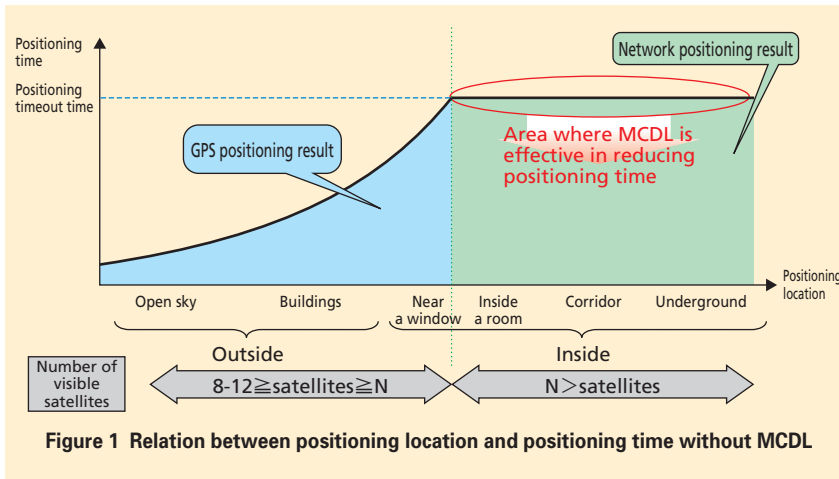 Positioning
time
Network positioning result
Positioning
timeout time
GPS positioning result
Area where MCDL is
effective in reducing
positioning time
Positioning
location
Open sky
Buildings
Near
a window
Inside
a room
Corridor
Underground
Outside
Inside
Number of
visible
satellites
8-12≧satellites≧N
N＞satellites
Figure 1 Relation between positioning location and positioning time without MCDL